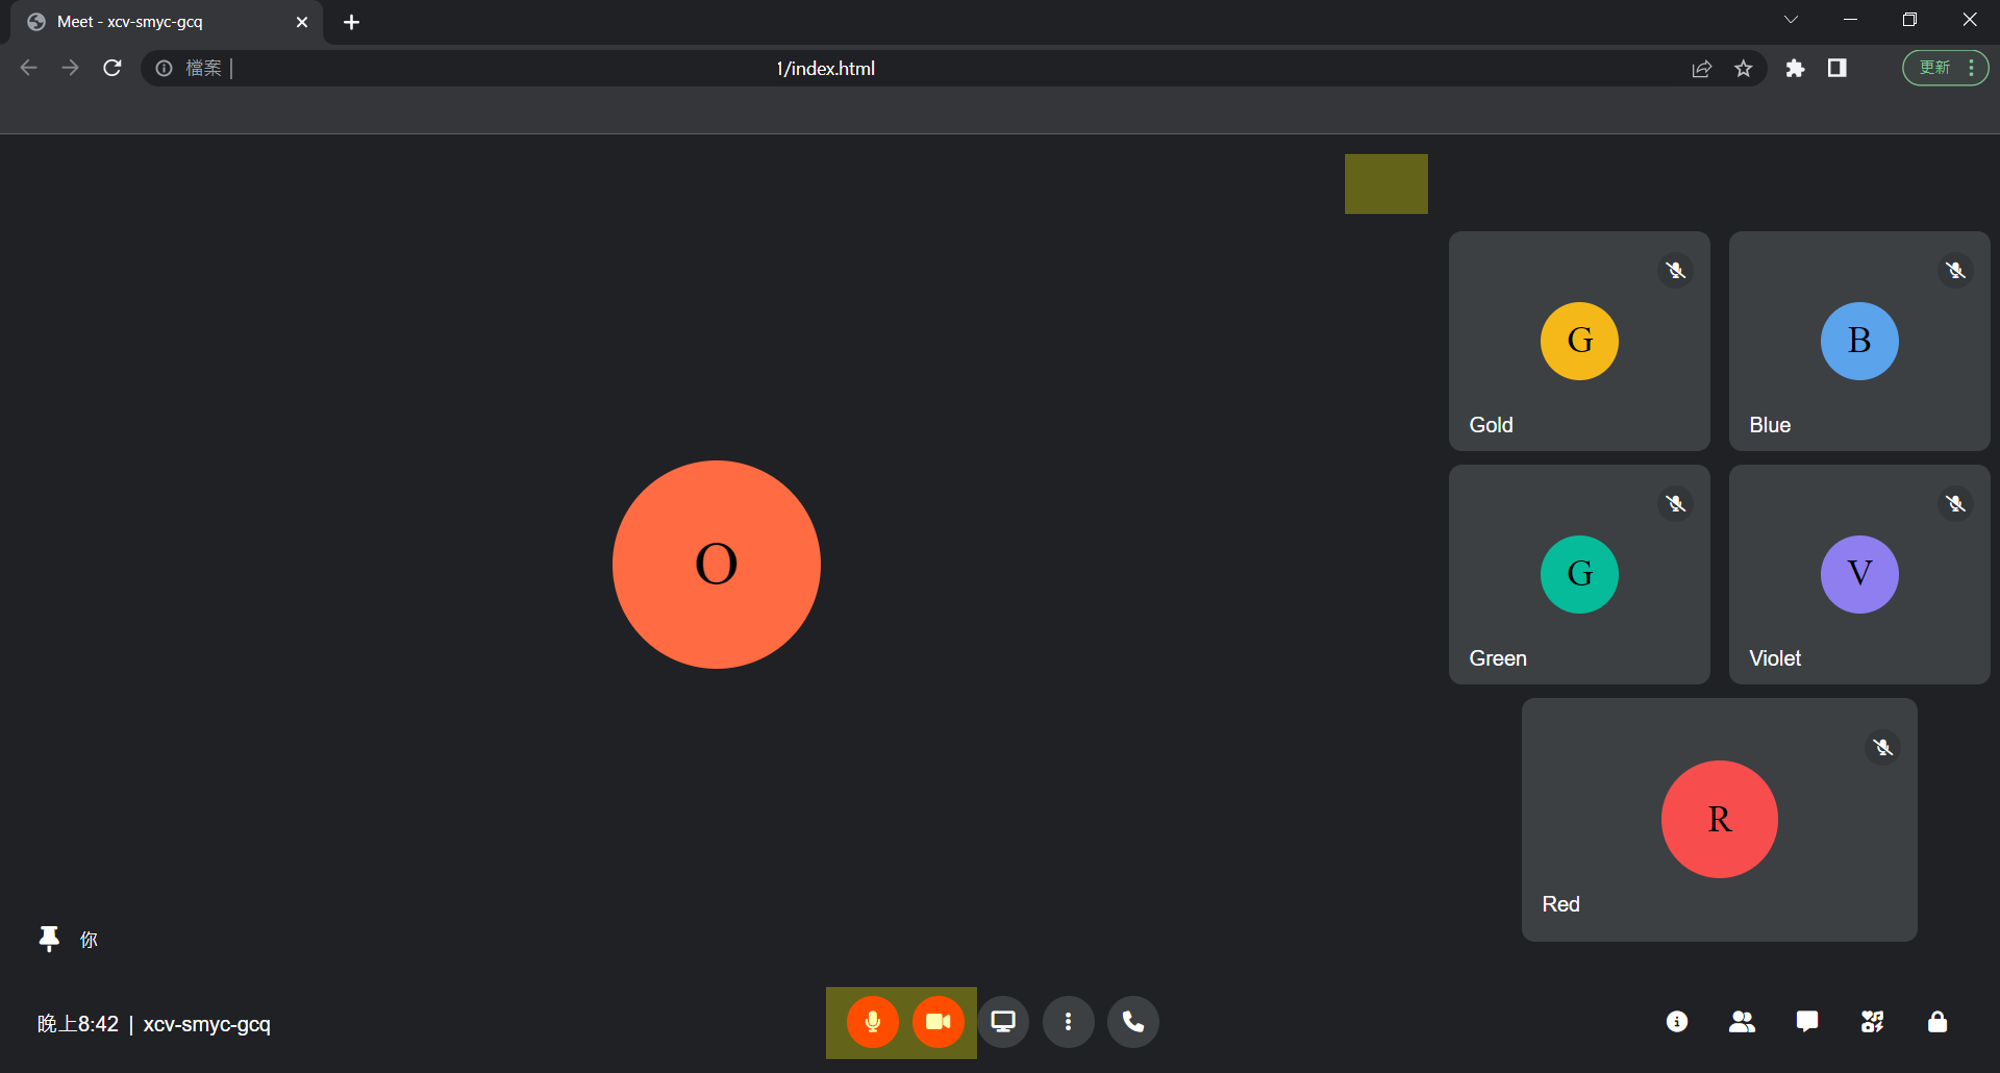 Meet - xcv-smyc-gcq
檔案 | 1/index.html
更新
G
Gold
B
Blue
O
G
Green
V
Violet
R
Red
你
晚上8:42 | xcv-smyc-gcq